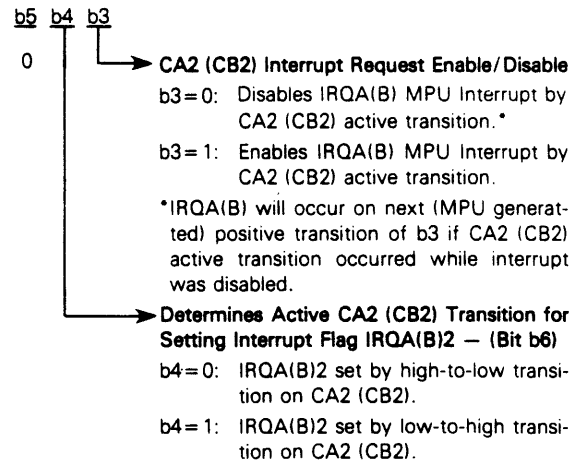 b5 b4 b3
0
CA2 (CB2) Interrupt Request Enable/Disable
b3=0: Disables IRQA(B) MPU Interrupt by
CA2 (CB2) active transition.*
b3=1: Enables IRQA(B) MPU Interrupt by
CA2 (CB2) active transition.
*IRQA(B) will occur on next (MPU generat-
ted) positive transition of b3 if CA2 (CB2)
active transition occurred while interrupt
was disabled.
Determines Active CA2 (CB2) Transition for
Setting Interrupt Flag IRQA(B)2 — (Bit b6)
b4=0: IRQA(B)2 set by high-to-low transi-
tion on CA2 (CB2).
b4=1: IRQA(B)2 set by low-to-high transi-
tion on CA2 (CB2).